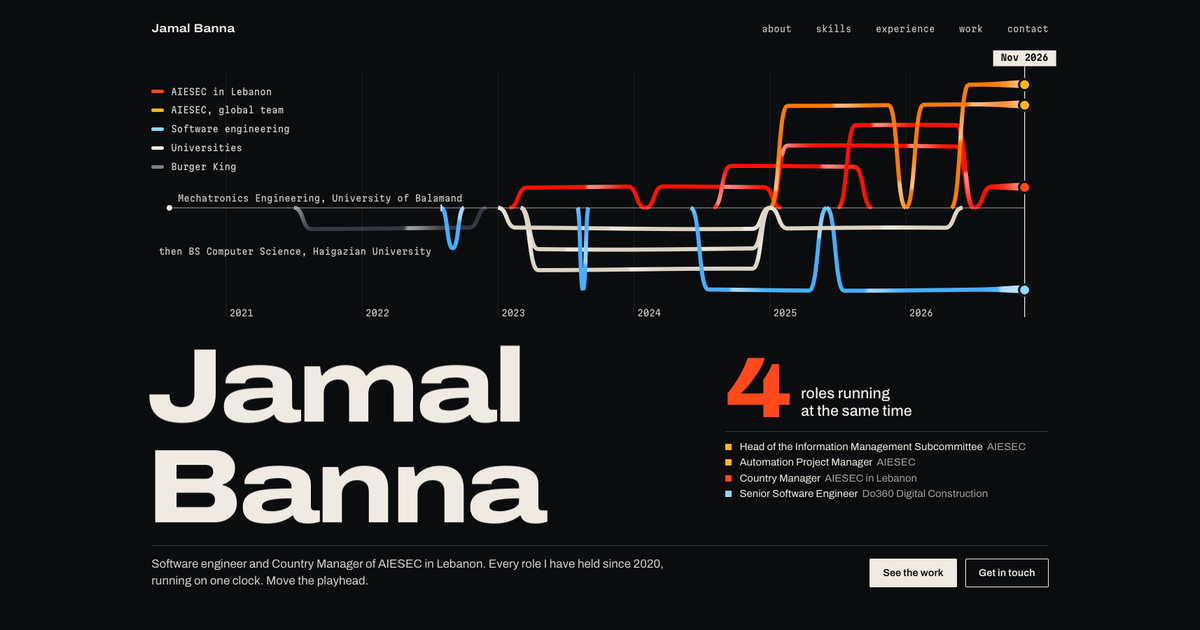 Jamal Banna
about skills experience work contact
Nov 2026
AIESEC in Lebanon
AIESEC, global team
Software engineering
Universities
Burger King
Mechatronics Engineering, University of Balamand
then BS Computer Science, Haigazian University
2021 2022 2023 2024 2025 2026
Jamal
Banna
4 roles running
at the same time
Head of the Information Management Subcommittee AIESEC
Automation Project Manager AIESEC
Country Manager AIESEC in Lebanon
Senior Software Engineer Do360 Digital Construction
Software engineer and Country Manager of AIESEC in Lebanon. Every role I have held since 2020,
running on one clock. Move the playhead.
See the work Get in touch